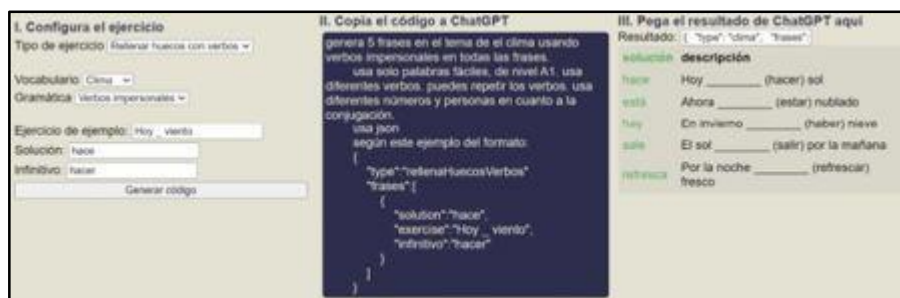 I. Configura el ejercicio
Tipo de ejercicio Rellenar huecos con verbos
Vocabulario Clima
Gramática Verbos impersonales
Ejercicio de ejemplo: Hoy _ viento
Solución: hace
Infinitivo: hacer
Generar código
II. Copia el código a ChatGPT
genera 5 frases en el tema de el clima usando
verbos impersonales en todas las frases.
usa solo palabras fáciles, de nivel A1. usa
diferentes verbos. puedes repetir los verbos. usa
diferentes números y personas en cuanto a la
conjugación.
usa json
según este ejemplo del formato:
{
"type":"rellenaHuecosVerbos"
"frases":[
{
"solution":"hace",
"exercise":"Hoy _ viento",
"infinitivo":"hacer"
}
]
}
III. Pega el resultado de ChatGPT aquí
Resultado: { "type": "clima", "frases":
solución descripción
hace Hoy ________ (hacer) sol
está Ahora ________ (estar) nublado
hay En invierno ________ (haber) nieve
sale El sol ________ (salir) por la mañana
refresca Por la noche ________ (refrescar)
fresco